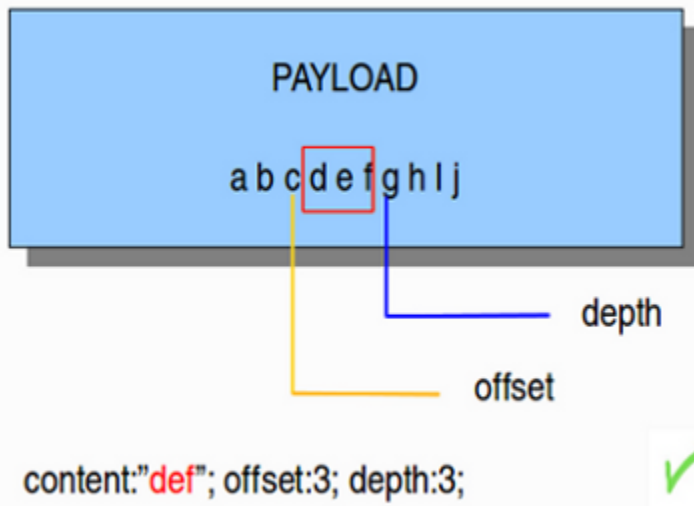 PAYLOAD
a b c d e f g h I j
depth
offset
content:”def”; offset:3; depth:3;